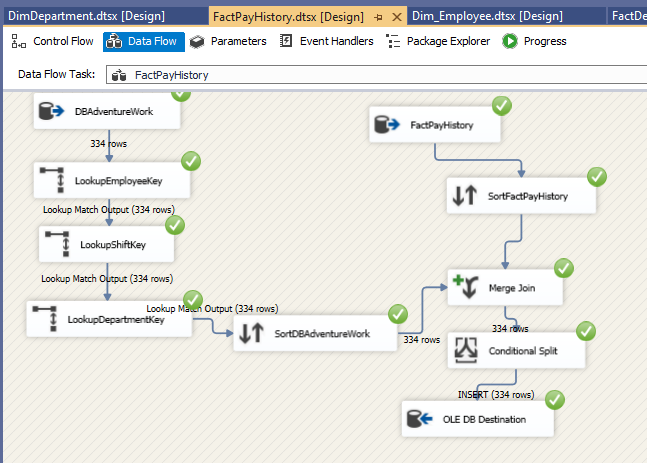 DimDepartment.dtsx [Design]
FactPayHistory.dtsx [Design]
Dim_Employee.dtsx [Design]
FactDe
Control Flow
Data Flow
Parameters
Event Handlers
Package Explorer
Progress
Data Flow Task:
FactPayHistory
DBAdventureWork
334 rows
LookupEmployeeKey
Lookup Match Output (334 rows)
LookupShiftKey
Lookup Match Output (334 rows)
LookupDepartmentKey
Lookup Match Output (334 rows)
SortDBAdventureWork
334 rows
FactPayHistory
SortFactPayHistory
Merge Join
334 rows
Conditional Split
INSERT (334 rows)
OLE DB Destination